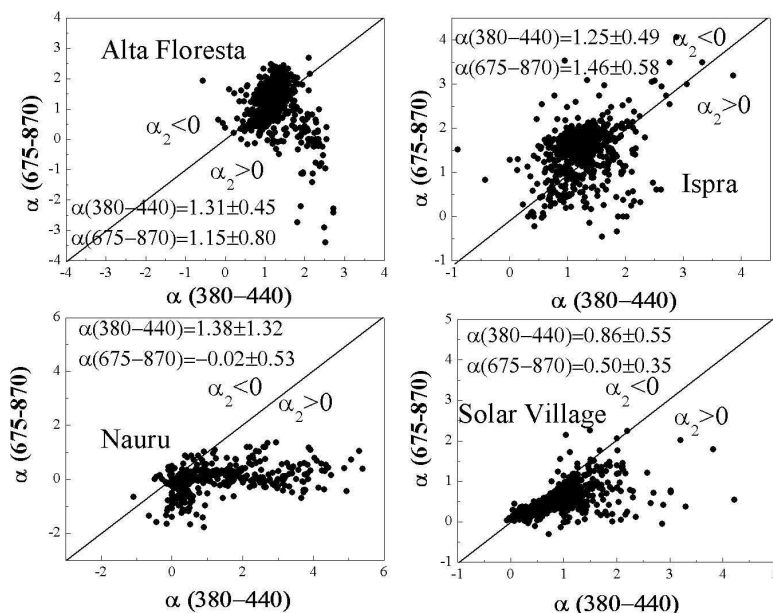 4
3
2
1
0
-1
-2
-3
-4
α (675-870)
Alta Floresta
α₂<0
α₂>0
α(380−440)=1.31±0.45
α(675−870)=1.15±0.80
-4 -3 -2 -1 0 1 2 3 4
α (380−440)
4
3
2
1
0
-1
α (675-870)
α(380−440)=1.25±0.49
α(675−870)=1.46±0.58
α₂<0
α₂>0
Ispra
-1 0 1 2 3 4
α (380−440)
6
4
2
0
-2
α (675-870)
α(380−440)=1.38±1.32
α(675−870)=−0.02±0.53
α₂<0
α₂>0
Nauru
-2 0 2 4 6
α (380−440)
5
4
3
2
1
0
-1
α (675-870)
α(380−440)=0.86±0.55
α(675−870)=0.50±0.35
α₂<0
α₂>0
Solar Village
-1 0 1 2 3 4
α (380−440)